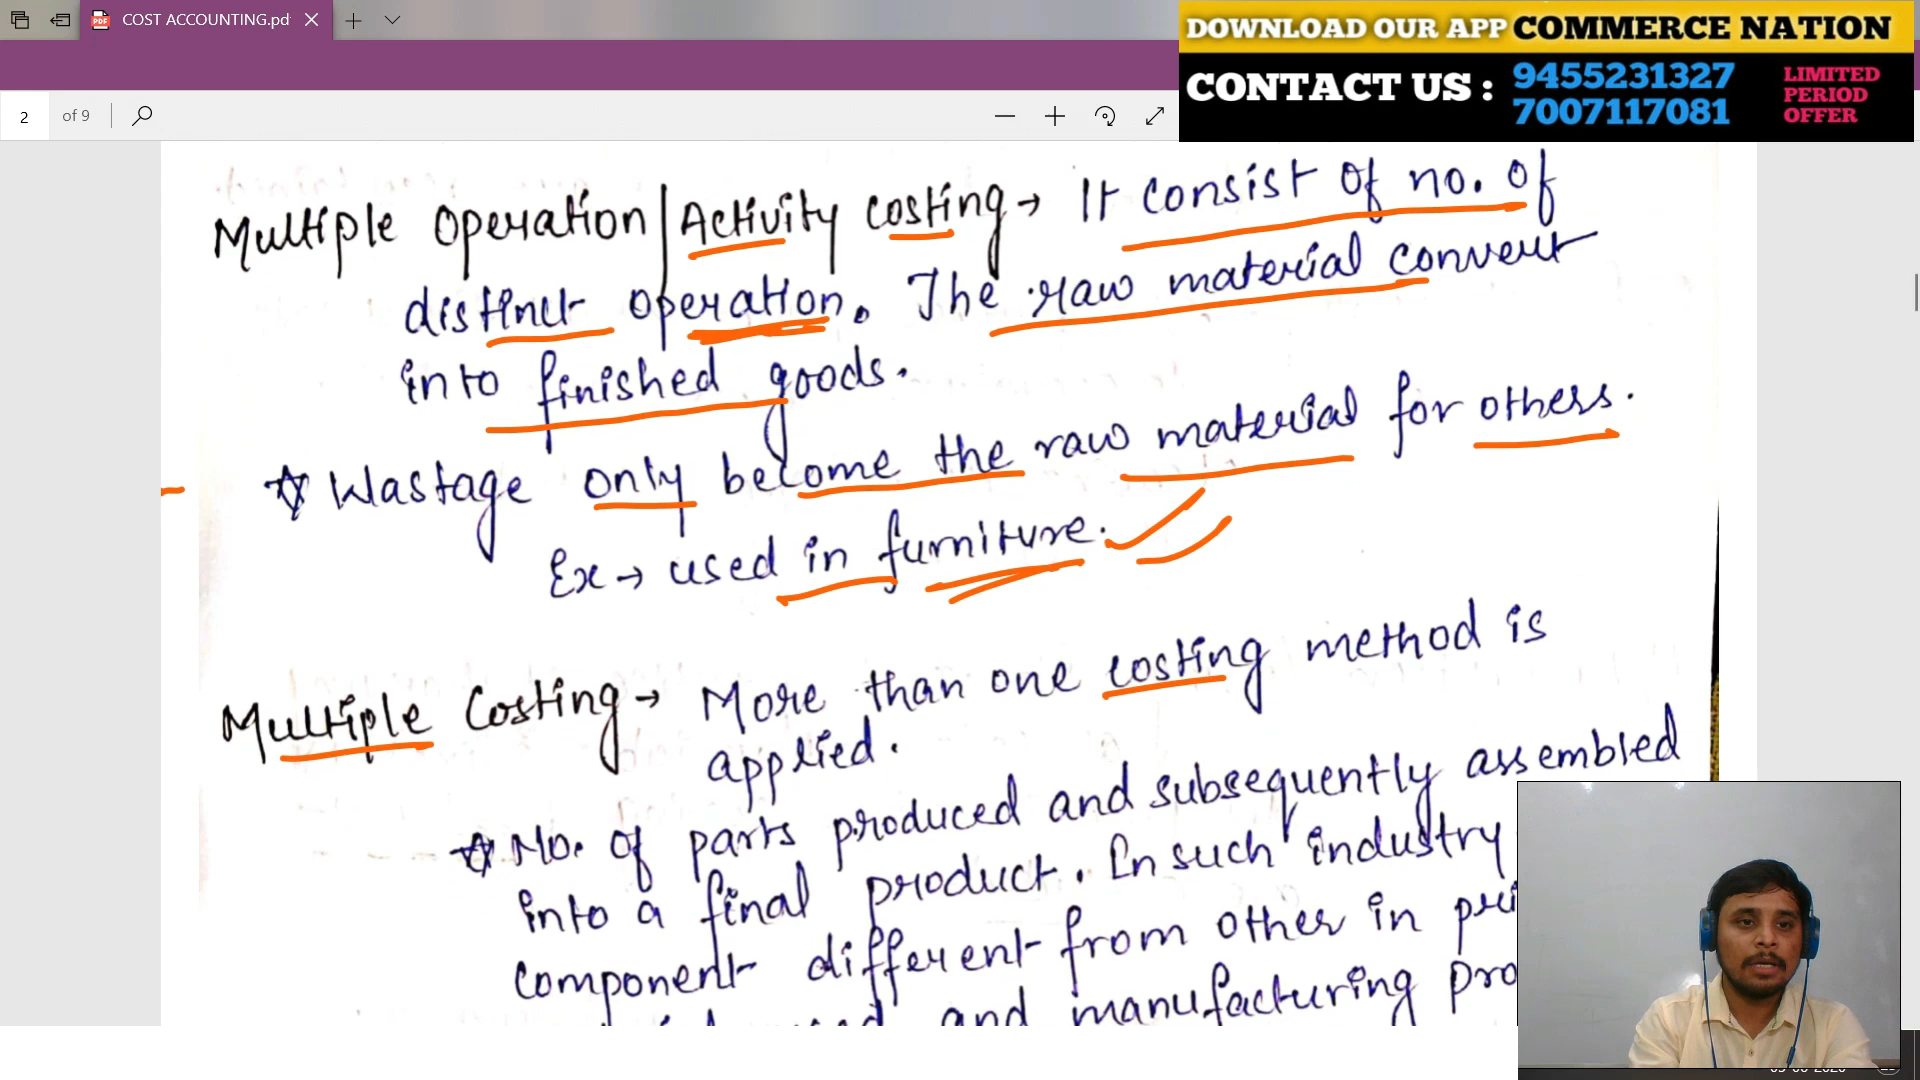 COST ACCOUNTING.pd
DOWNLOAD OUR APP COMMERCE NATION
CONTACT US : 9455231327
7007117081
LIMITED
PERIOD
OFFER
2 of 9
Multiple Operation/Activity Costing → It consist of no. of
distinct operation. The raw material convert
into finished goods.
☆ Wastage only become the raw material for others.
Ex → used in furniture.
Multiple Costing → More than one costing method is
applied.
☆ No. of parts produced and subsequently assembled
into a final product. In such industry
component different from other in pri
and manufacturing pro